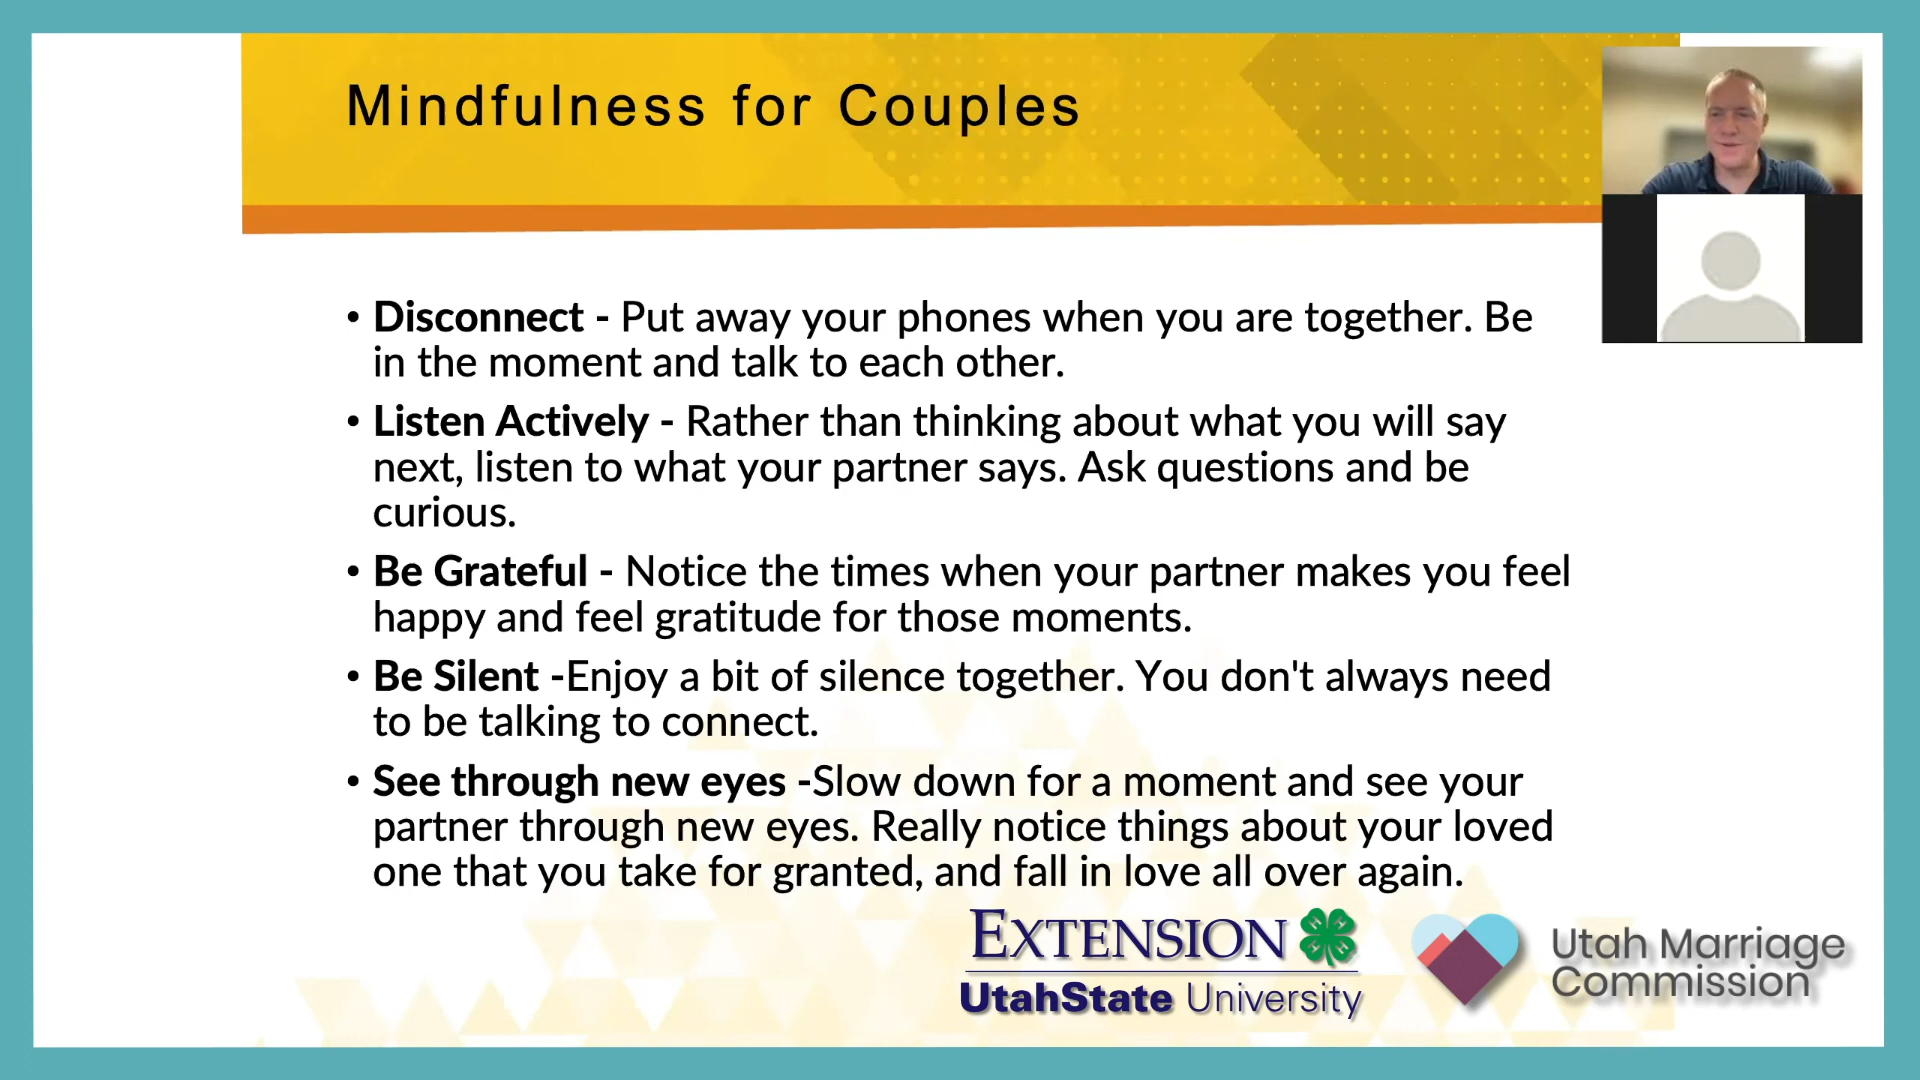 Mindfulness for Couples
• Disconnect - Put away your phones when you are together. Be
in the moment and talk to each other.
• Listen Actively - Rather than thinking about what you will say
next, listen to what your partner says. Ask questions and be
curious.
• Be Grateful - Notice the times when your partner makes you feel
happy and feel gratitude for those moments.
• Be Silent -Enjoy a bit of silence together. You don't always need
to be talking to connect.
• See through new eyes -Slow down for a moment and see your
partner through new eyes. Really notice things about your loved
one that you take for granted, and fall in love all over again.
EXTENSION
UtahState University
Utah Marriage
Commission